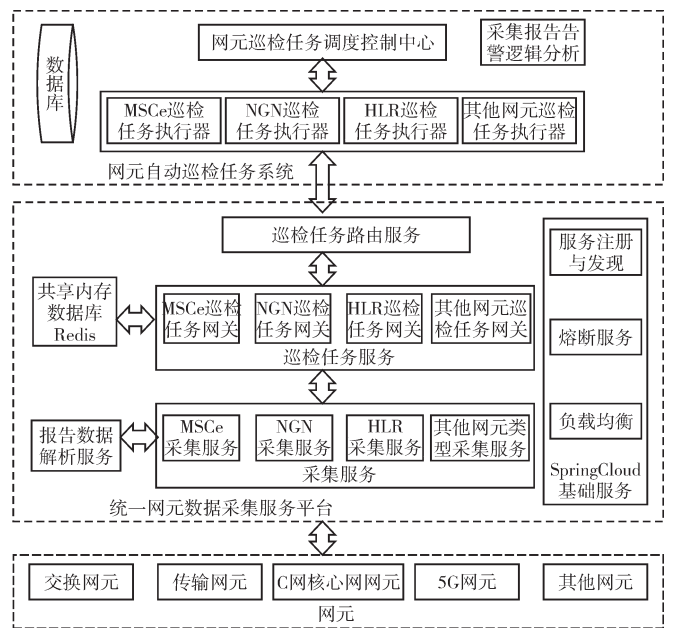 数据库
网元巡检任务调度控制中心
采集报告告
警逻辑分析
MSCe巡检
任务执行器
NGN巡检
任务执行器
HLR巡检
任务执行器
其他网元巡检
任务执行器
网元自动巡检任务系统
巡检任务路由服务
共享内存
数据库
Redis
MSCe巡检
任务网关
NGN巡检
任务网关
HLR巡检
任务网关
其他网元巡
检任务网关
巡检任务服务
报告数据
解析服务
MSCe
采集服务
NGN
采集服务
HLR
采集服务
其他网元类
型采集服务
采集服务
服务注册
与发现
熔断服务
负载均衡
SpringCloud
基础服务
统一网元数据采集服务平台
交换网元
传输网元
C网核心网网元
5G网元
其他网元
网元